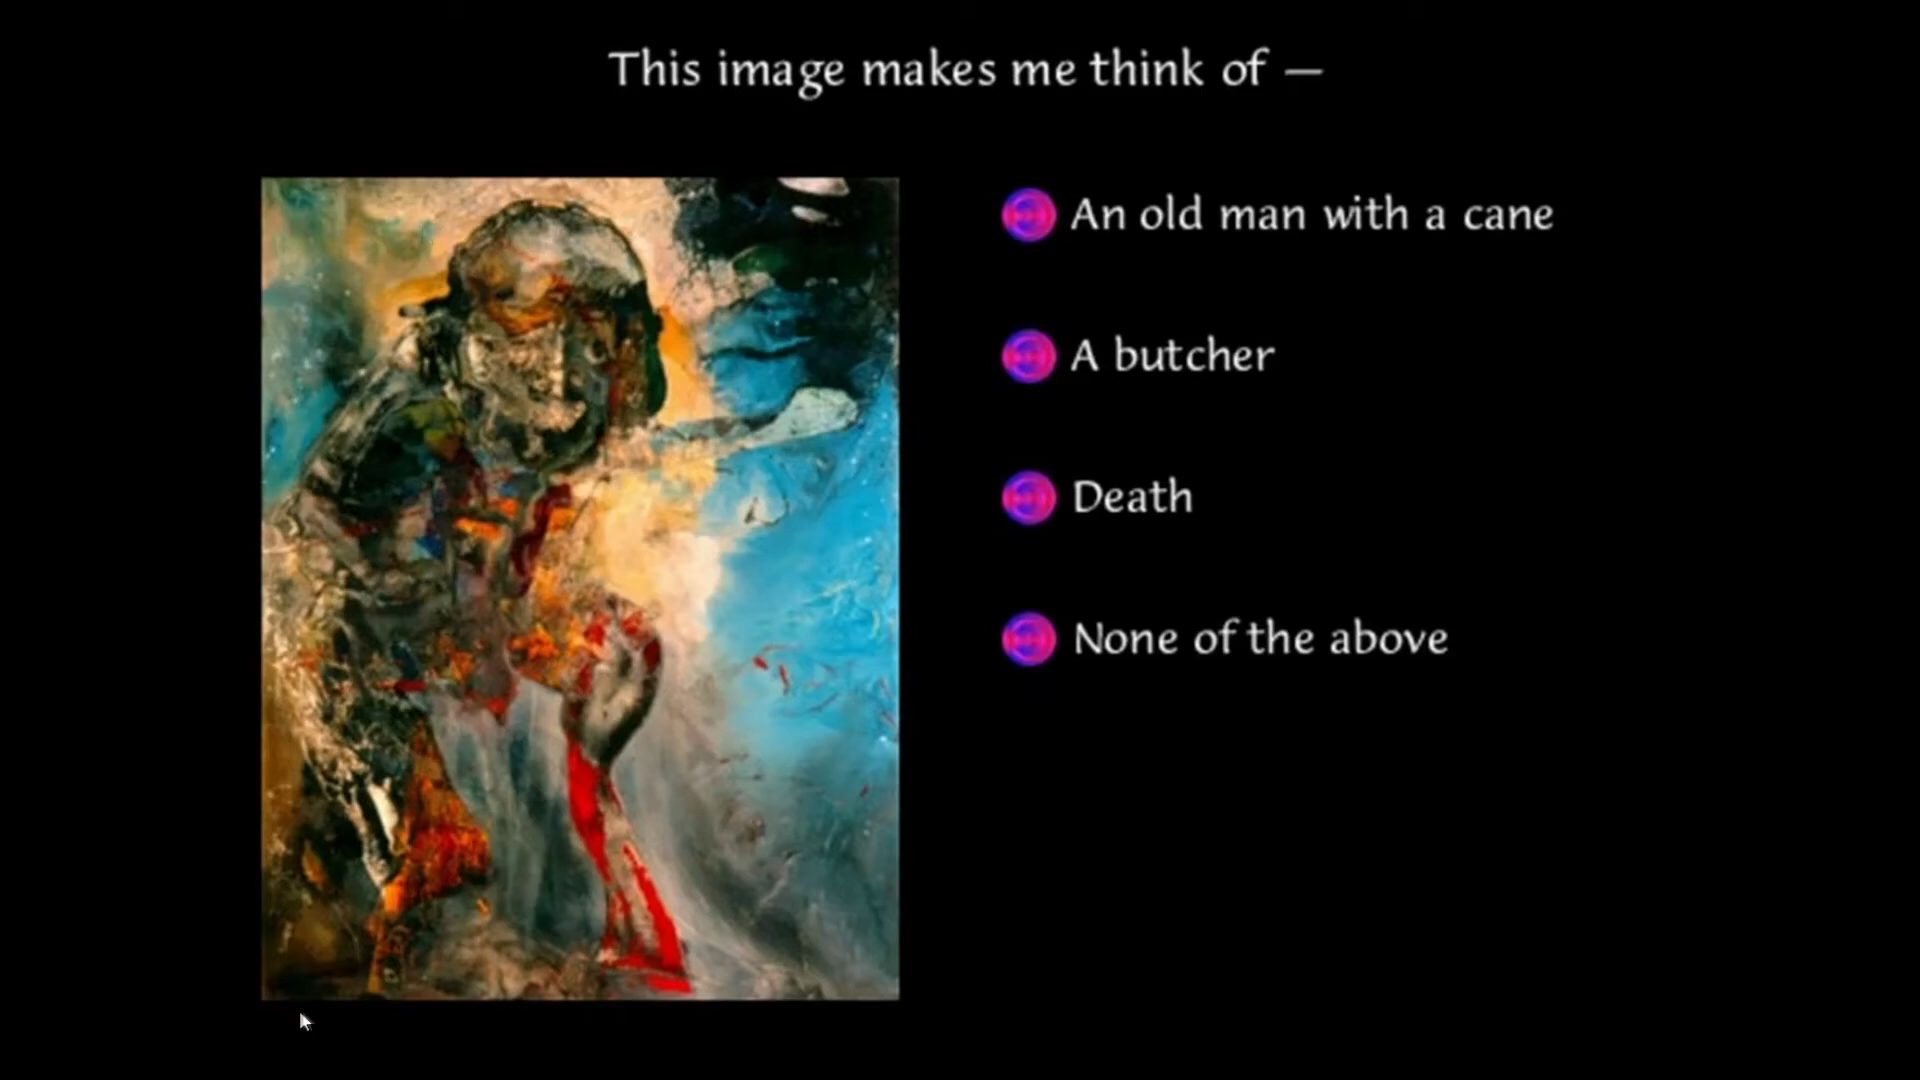 This image makes me think of —
An old man with a cane
A butcher
Death
None of the above